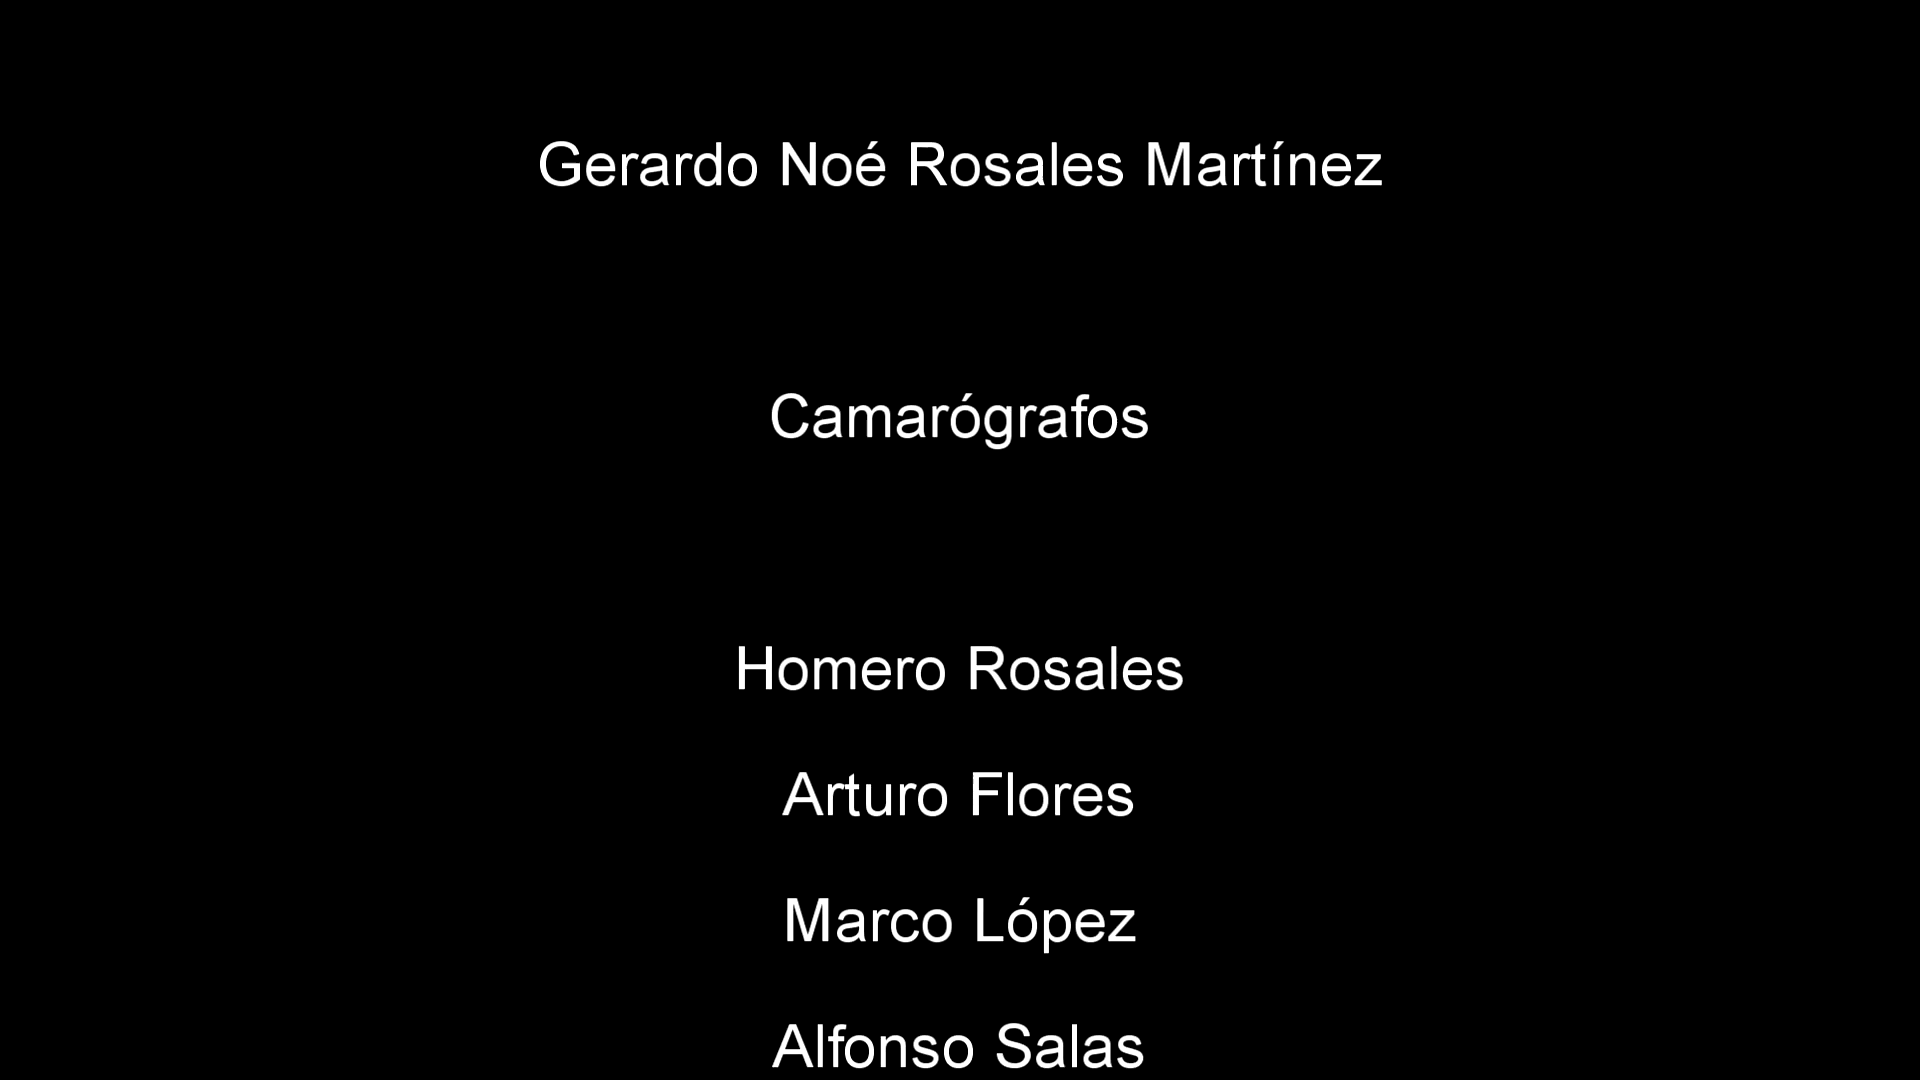 Gerardo Noé Rosales Martínez
Camarógrafos
Homero Rosales
Arturo Flores
Marco López
Alfonso Salas